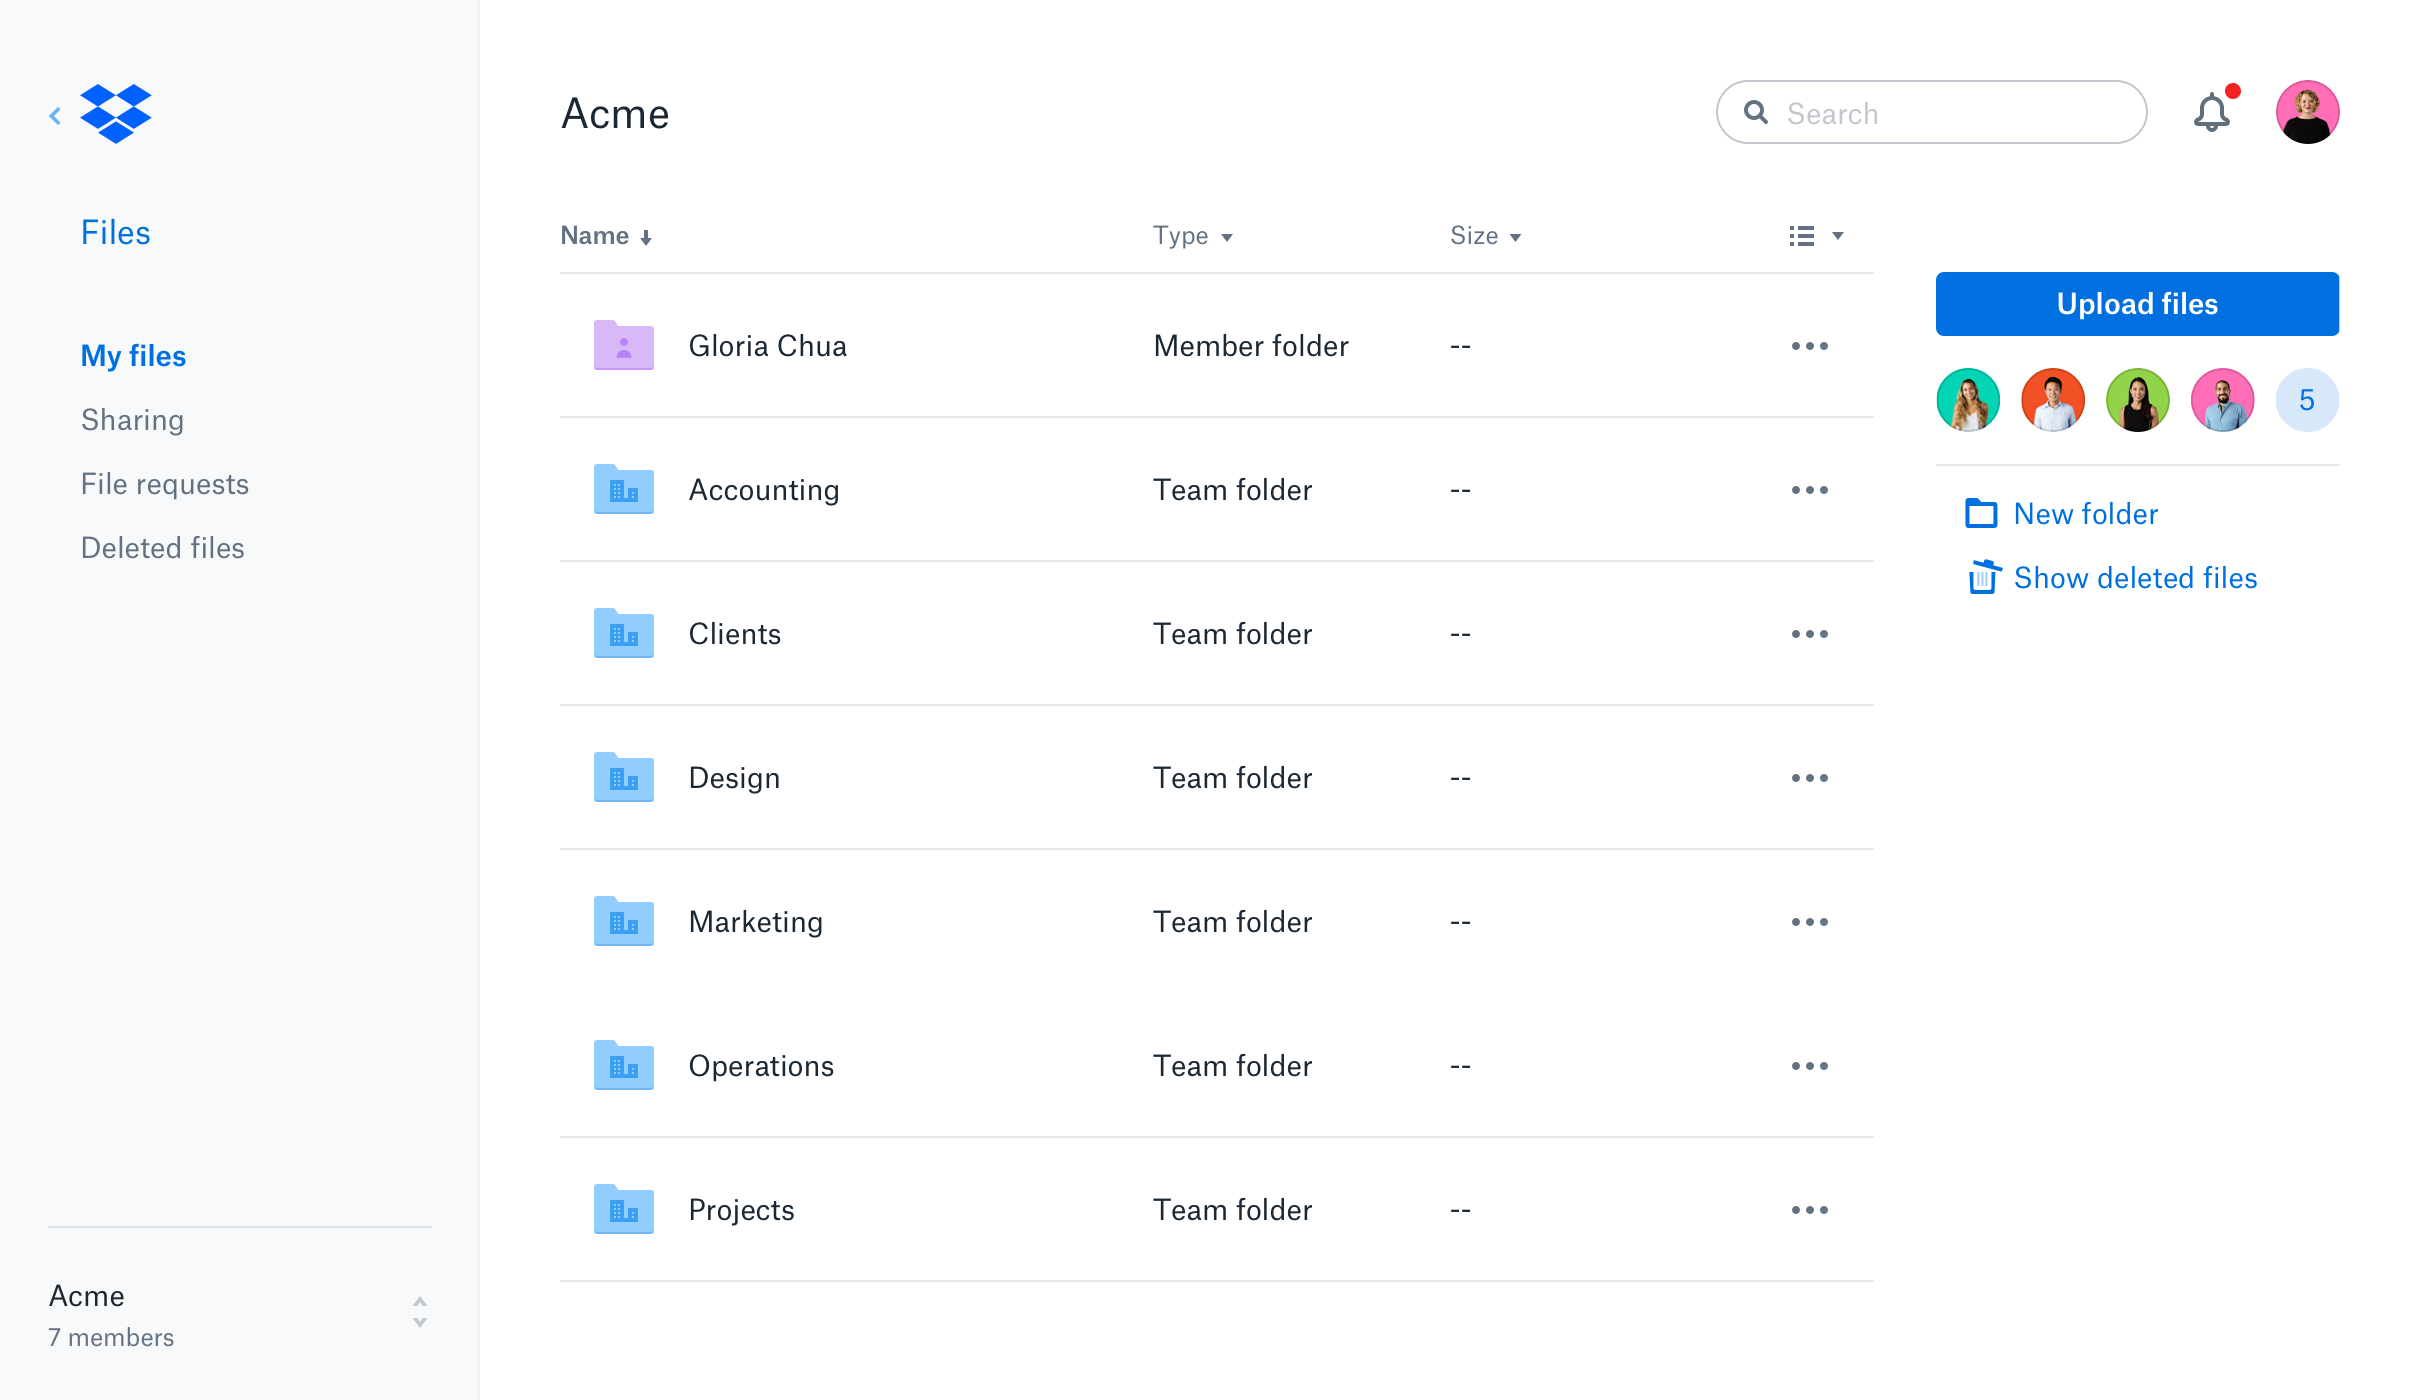 Acme
Search
Files
My files
Sharing
File requests
Deleted files
Name Type Size
Gloria Chua Member folder --
Accounting Team folder --
Clients Team folder --
Design Team folder --
Marketing Team folder --
Operations Team folder --
Projects Team folder --
Upload files
5
New folder
Show deleted files
Acme
7 members